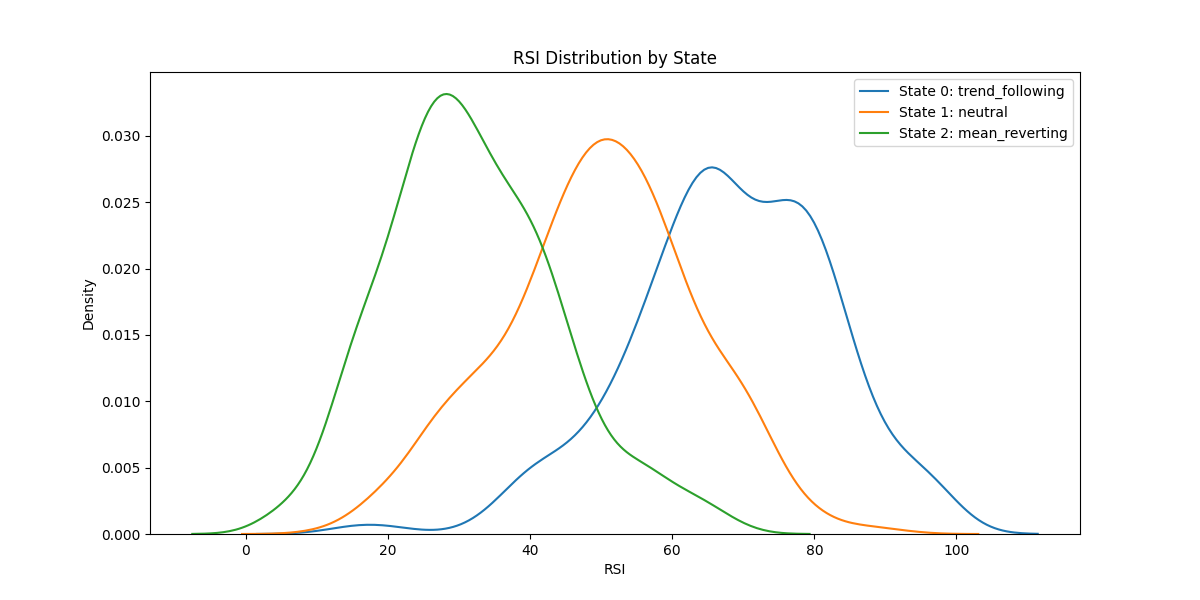 RSI Distribution by State
State 0: trend_following
State 1: neutral
State 2: mean_reverting
Density
0.030
0.025
0.020
0.015
0.010
0.005
0.000
0 20 40 60 80 100
RSI